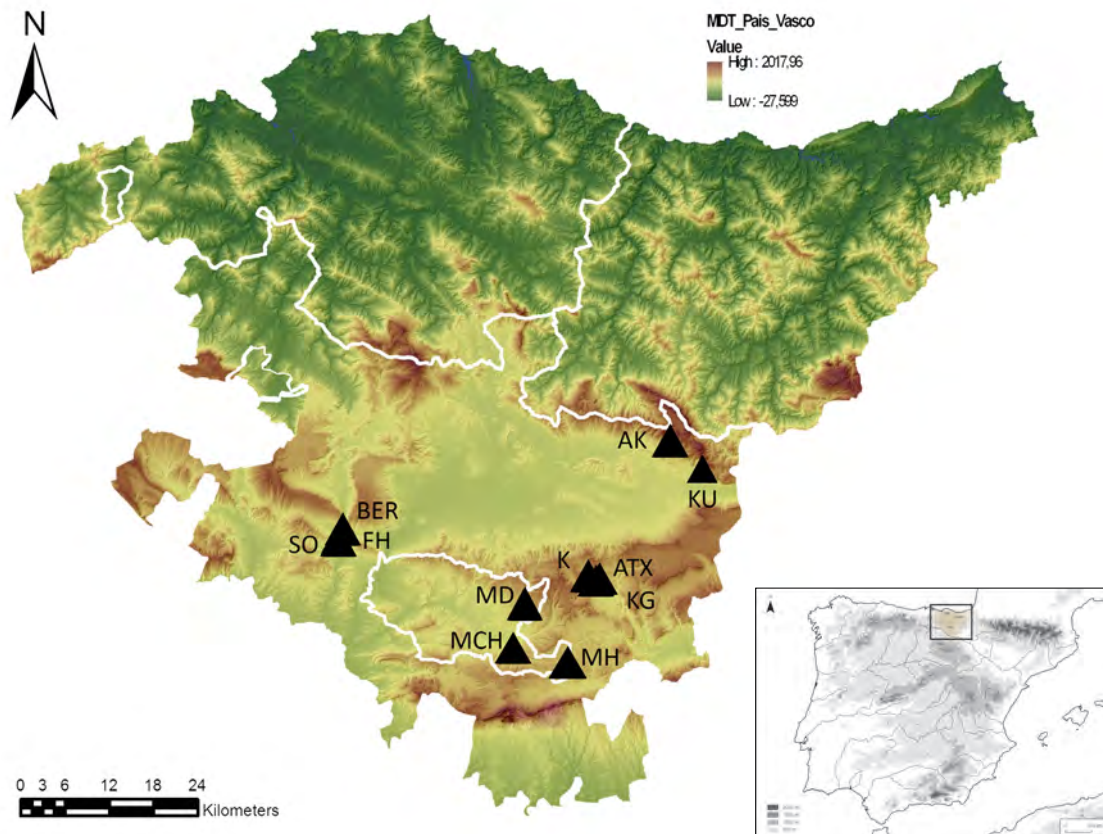 N
MDT_Pais_Vasco
Value
High : 2017,96
Low : -27,599
AK
KU
BER
SO
FH
K
ATX
KG
MD
MCH
MH
0 3 6 12 18 24
Kilometers